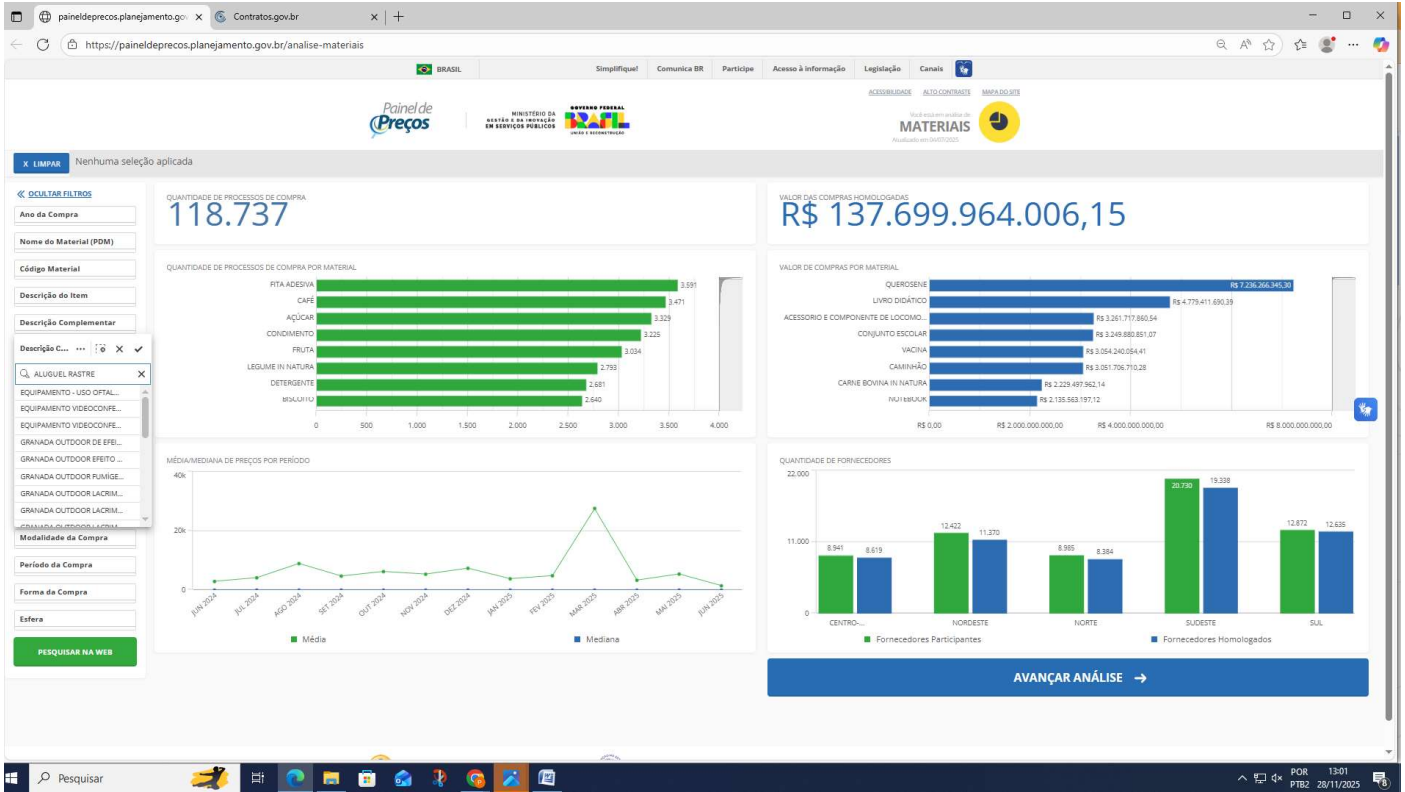 paineldeprecos.planejamento.gov
Contratos.gov.br
https://paineldeprecos.planejamento.gov.br/analise-materiais
BRASIL
Simplifique! Comunica BR Participe Acesso à informação Legislação Canais
ACESSIBILIDADE ALTO CONTRASTE MAPA DO SITE
Painel de
Preços
MINISTÉRIO DA
GESTÃO E DA INOVAÇÃO
EM SERVIÇOS PÚBLICOS
GOVERNO FEDERAL
BRASIL
UNIÃO E RECONSTRUÇÃO
Você está em análise de
MATERIAIS
Atualizado em 04/07/2025
X LIMPAR Nenhuma seleção aplicada
OCULTAR FILTROS
Ano da Compra
Nome do Material (PDM)
Código Material
Descrição do Item
Descrição Complementar
Descrição C... ...
ALUGUEL RASTRE
EQUIPAMENTO - USO OFTAL...
EQUIPAMENTO VIDEOCONFE...
EQUIPAMENTO VIDEOCONFE...
GRANADA OUTDOOR DE EFEI...
GRANADA OUTDOOR EFEITO ...
GRANADA OUTDOOR FUMÍGE...
GRANADA OUTDOOR LACRIM...
GRANADA OUTDOOR LACRIM...
GRANADA OUTDOOR LACRIM...
Modalidade da Compra
Período da Compra
Forma da Compra
Esfera
PESQUISAR NA WEB
QUANTIDADE DE PROCESSOS DE COMPRA
118.737
VALOR DAS COMPRAS HOMOLOGADAS
R$ 137.699.964.006,15
QUANTIDADE DE PROCESSOS DE COMPRA POR MATERIAL
FITA ADESIVA 3.591
CAFÉ 3.471
AÇÚCAR 3.329
CONDIMENTO 3.225
FRUTA 3.034
LEGUME IN NATURA 2.793
DETERGENTE 2.681
BISCOITO 2.640
0 500 1.000 1.500 2.000 2.500 3.000 3.500 4.000
VALOR DE COMPRAS POR MATERIAL
QUEROSENE R$ 7.236.266.345,30
LIVRO DIDÁTICO R$ 4.779.411.690,39
ACESSORIO E COMPONENTE DE LOCOMO... R$ 3.261.717.860,54
CONJUNTO ESCOLAR R$ 3.249.880.851,07
VACINA R$ 3.054.240.054,41
CAMINHÃO R$ 3.051.706.710,28
CARNE BOVINA IN NATURA R$ 2.229.497.962,14
NOTEBOOK R$ 2.135.563.197,12
R$ 0,00 R$ 2.000.000.000,00 R$ 4.000.000.000,00 R$ 8.000.000.000,00
MÉDIA/MEDIANA DE PREÇOS POR PERÍODO
40k
20k
0
JUN 2024 JUL 2024 AGO 2024 SET 2024 OUT 2024 NOV 2024 DEZ 2024 JAN 2025 FEV 2025 MAR 2025 ABR 2025 MAI 2025 JUN 2025
Média Mediana
QUANTIDADE DE FORNECEDORES
22.000
11.000
0
8.941 8.619 12.422 11.370 8.985 8.384 20.730 19.338 12.872 12.635
CENTRO-... NORDESTE NORTE SUDESTE SUL
Fornecedores Participantes Fornecedores Homologados
AVANÇAR ANÁLISE →
Pesquisar
POR 13:01
PTB2 28/11/2025